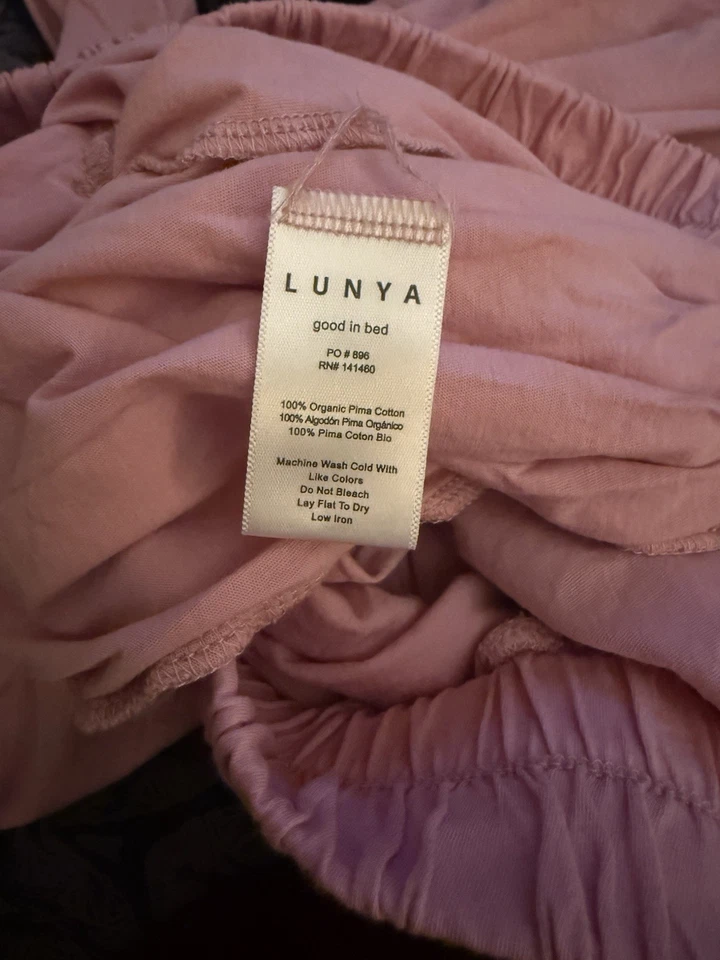 LUNYA
good in bed
PO # 896
RN# 141460
100% Organic Pima Cotton
100% Algodón Pima Orgánico
100% Pima Coton Bio
Machine Wash Cold With
Like Colors
Do Not Bleach
Lay Flat To Dry
Low Iron